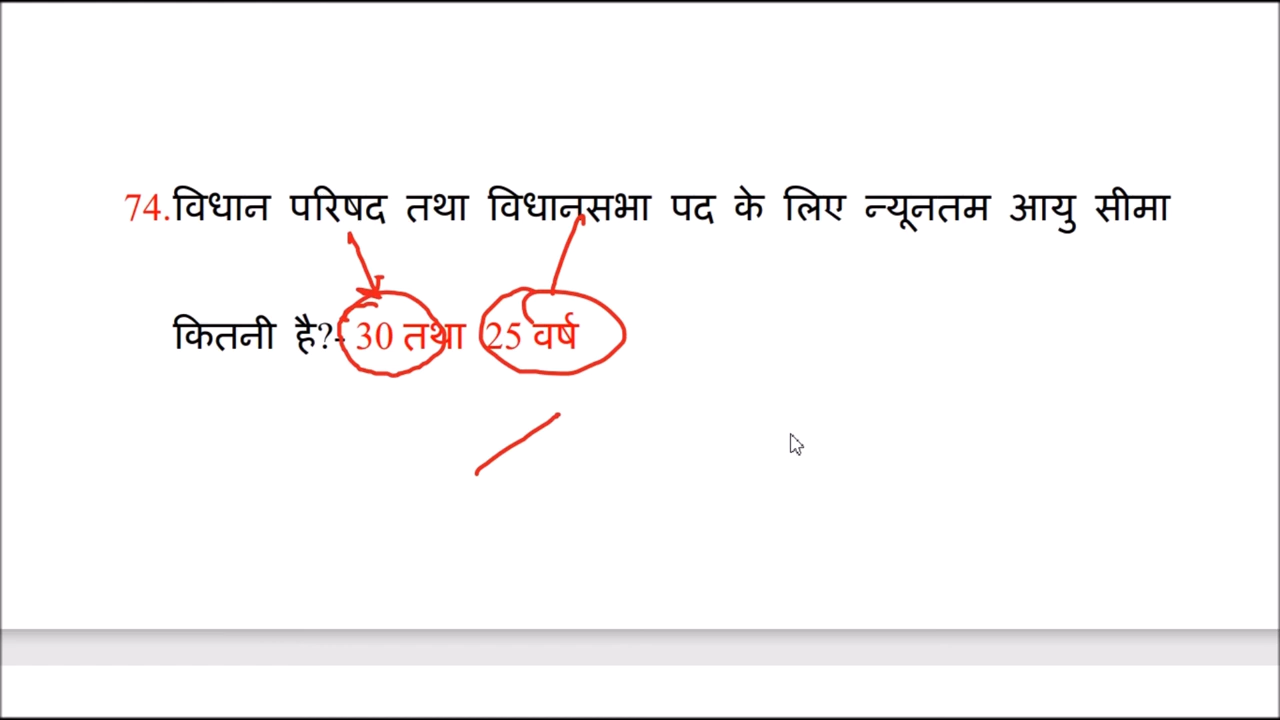 74.विधान परिषद तथा विधानसभा पद के लिए न्यूनतम आयु सीमा
कितनी है?- 30 तथा 25 वर्ष